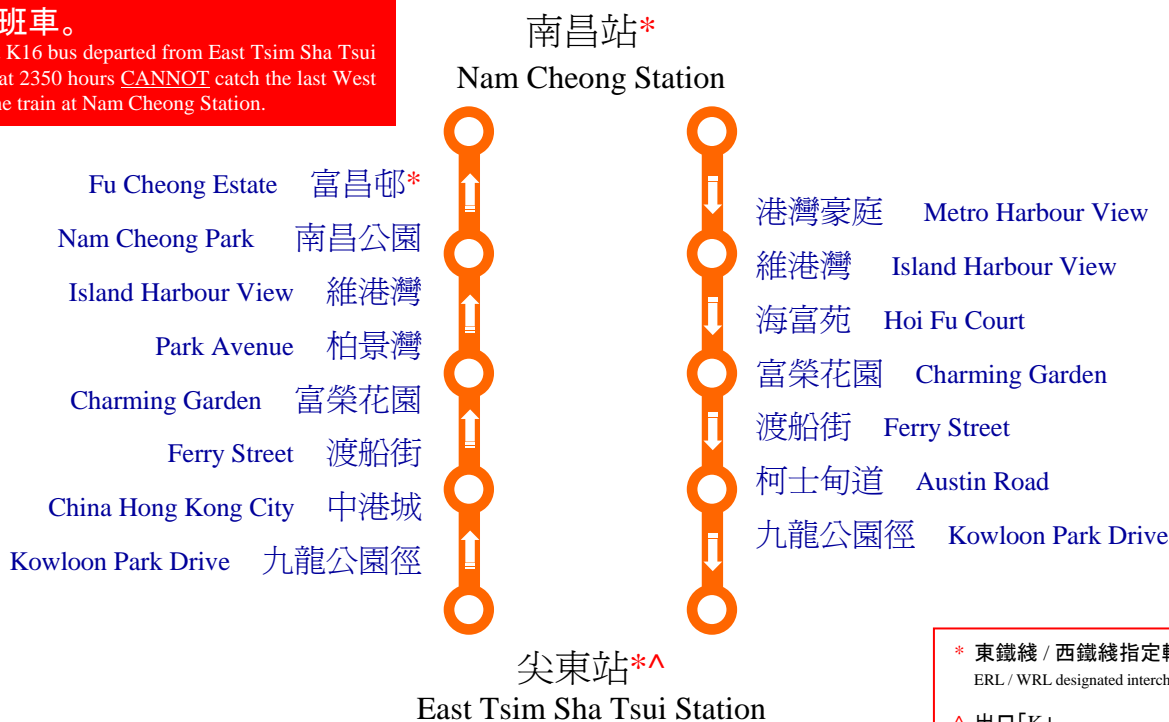 班車。
K16 bus departed from East Tsim Sha Tsui
at 2350 hours CANNOT catch the last West
train at Nam Cheong Station.
南昌站*
Nam Cheong Station
Fu Cheong Estate 富昌邨*
Nam Cheong Park 南昌公園
Island Harbour View 維港灣
Park Avenue 柏景灣
Charming Garden 富榮花園
Ferry Street 渡船街
China Hong Kong City 中港城
Kowloon Park Drive 九龍公園徑
港灣豪庭 Metro Harbour View
維港灣 Island Harbour View
海富苑 Hoi Fu Court
富榮花園 Charming Garden
渡船街 Ferry Street
柯士甸道 Austin Road
九龍公園徑 Kowloon Park Drive
尖東站*^
East Tsim Sha Tsui Station
* 東鐵綫 / 西鐵綫指定
ERL / WRL designated
^ 出口「K」